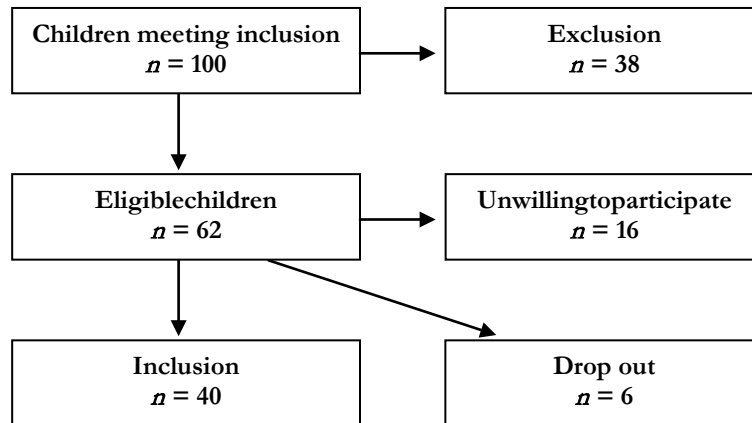 Children meeting inclusion
n = 100
Exclusion
n = 38
Eligiblechildren
n = 62
Unwillingtoparticipate
n = 16
Inclusion
n = 40
Drop out
n = 6